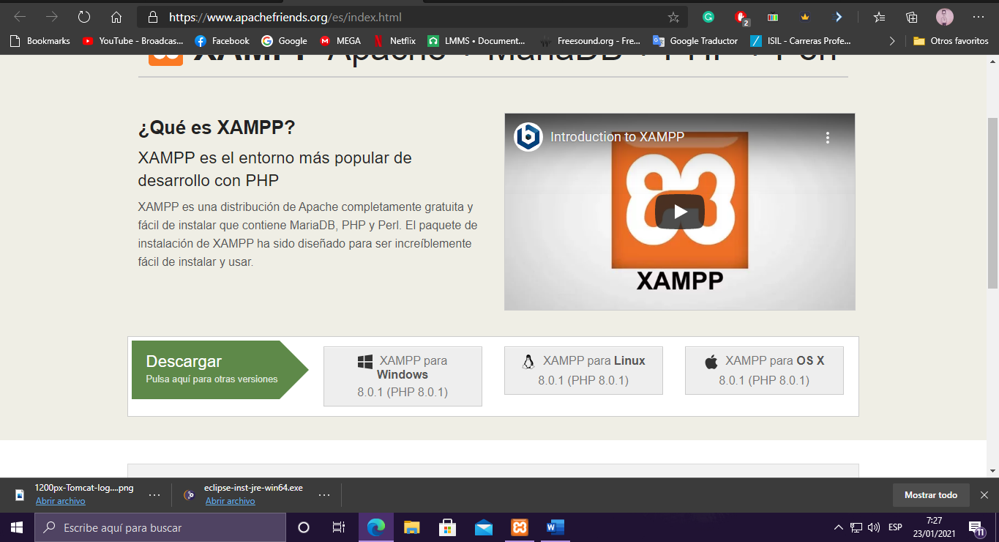 https://www.apachefriends.org/es/index.html
2
Bookmarks YouTube - Broadcas... Facebook Google MEGA Netflix LMMS • Document... Freesound.org - Fre... Google Traductor ISIL - Carreras Profe... Otros favoritos
XAMPP Apache + MariaDB + PHP + Perl
¿Qué es XAMPP?
XAMPP es el entorno más popular de
desarrollo con PHP
XAMPP es una distribución de Apache completamente gratuita y
fácil de instalar que contiene MariaDB, PHP y Perl. El paquete de
instalación de XAMPP ha sido diseñado para ser increíblemente
fácil de instalar y usar.
Introduction to XAMPP
XAMPP
Descargar
Pulsa aquí para otras versiones
XAMPP para
Windows
8.0.1 (PHP 8.0.1)
XAMPP para Linux
8.0.1 (PHP 8.0.1)
XAMPP para OS X
8.0.1 (PHP 8.0.1)
1200px-Tomcat-log....png
Abrir archivo
eclipse-inst-jre-win64.exe
Abrir archivo
Mostrar todo
Escribe aquí para buscar
ESP
7:27
23/01/2021
11